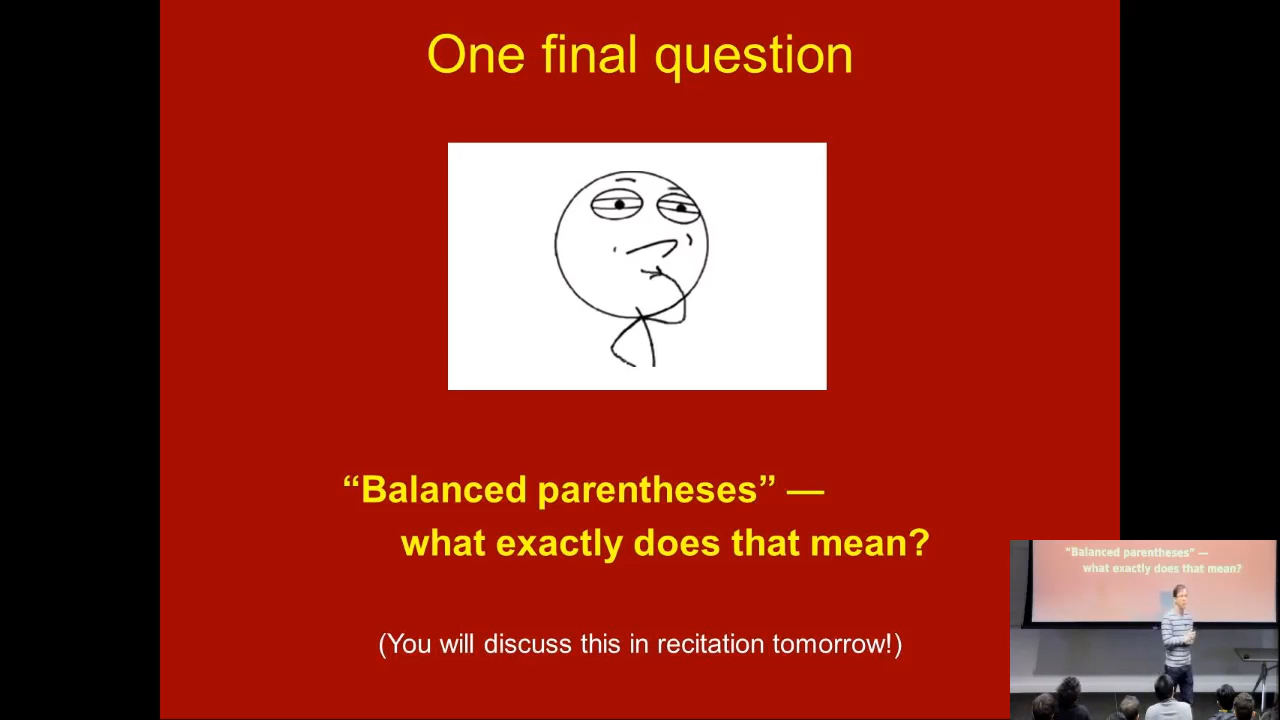 One final question
“Balanced parentheses” —
what exactly does that mean?
(You will discuss this in recitation tomorrow!)
“Balanced parentheses” —
what exactly does that mean?